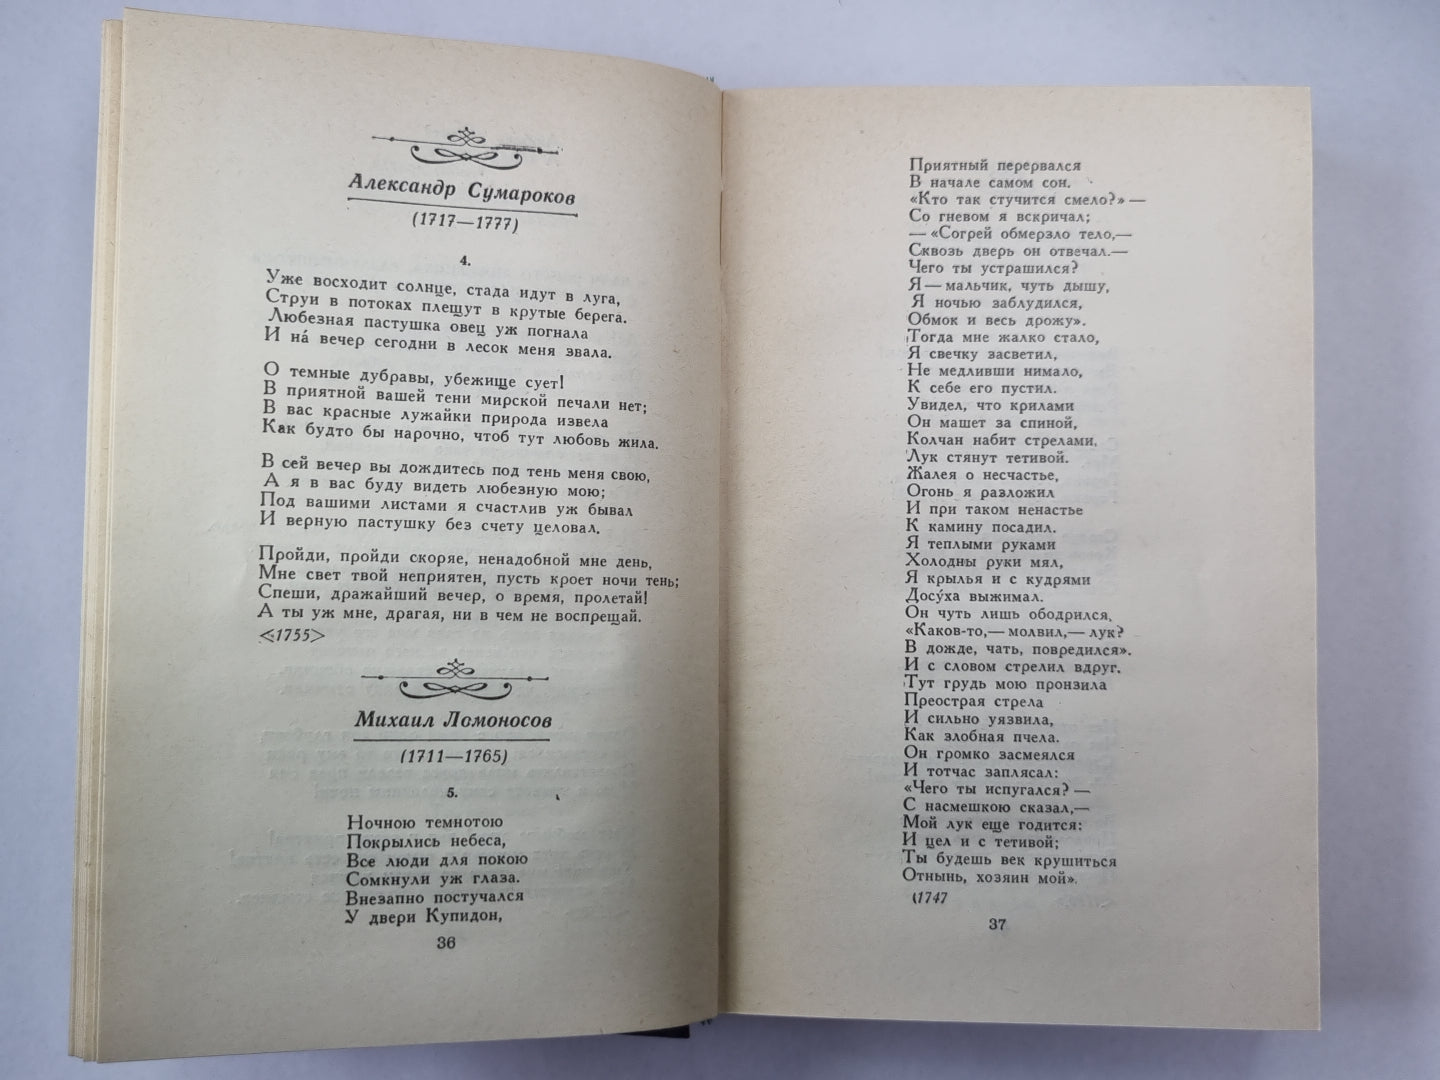 Александр Сумароков
(1717—1777)
4.
Уже восходит солнце, стада идут в луга,
Струи в потоках плещут в крутые берега.
Любезная пастушка овец уж погнала
И на́ вечер сегодни в лесок меня звала.
О темные дубравы, убежище сует!
В приятной вашей тени мирской печали нет;
В вас красные лужайки природа извела
Как будто бы нарочно, чтоб тут любовь жила.
В сей вечер вы дождитесь под тень меня свою,
А я в вас буду видеть любезную мою;
Под вашими листами я счастлив уж бывал
И верную пастушку без счету целовал.
Пройди, пройди скоряе, ненадобной мне день,
Мне свет твой неприятен, пусть кроет ночи тень;
Спеши, дражайший вечер, о время, пролетай!
А ты уж мне, драгая, ни в чем не воспрещай.
<1755>
Михаил Ломоносов
(1711—1765)
5.
Ночною темнотою
Покрылись небеса,
Все люди для покою
Сомкнули уж глаза.
Внезапно постучался
У двери Купидон,
36
Приятный перервался
В начале самом сон.
«Кто так стучится смело?» —
Со гневом я вскричал;
— «Согрей обмерзло тело,—
Сквозь дверь он отвечал.—
Чего ты устрашился?
Я — мальчик, чуть дышу,
Я ночью заблудился,
Обмок и весь дрожу».
Тогда мне жалко стало,
Я свечку засветил,
Не медливши нимало,
К себе его пустил.
Увидел, что крилами
Он машет за спиной,
Колчан набит стрелами,
Лук стянут тетивой.
Жалея о несчастье,
Огонь я разложил
И при таком ненастье
К камину посадил.
Я теплыми руками
Холодны руки мял,
Я крылья и с кудрями
Досу́ха выжимал.
Он чуть лишь ободрился,
«Каков-то,— молвил,— лук?
В дожде, чать, повредился».
И с словом стрелил вдруг.
Тут грудь мою пронзила
Преострая стрела
И сильно уязвила,
Как злобная пчела.
Он громко засмеялся
И тотчас заплясал:
«Чего ты испугался? —
С насмешкою сказал,—
Мой лук еще годится:
И цел и с тетивой;
Ты будешь век крушиться
Отнынь, хозяин мой».
(1747
37